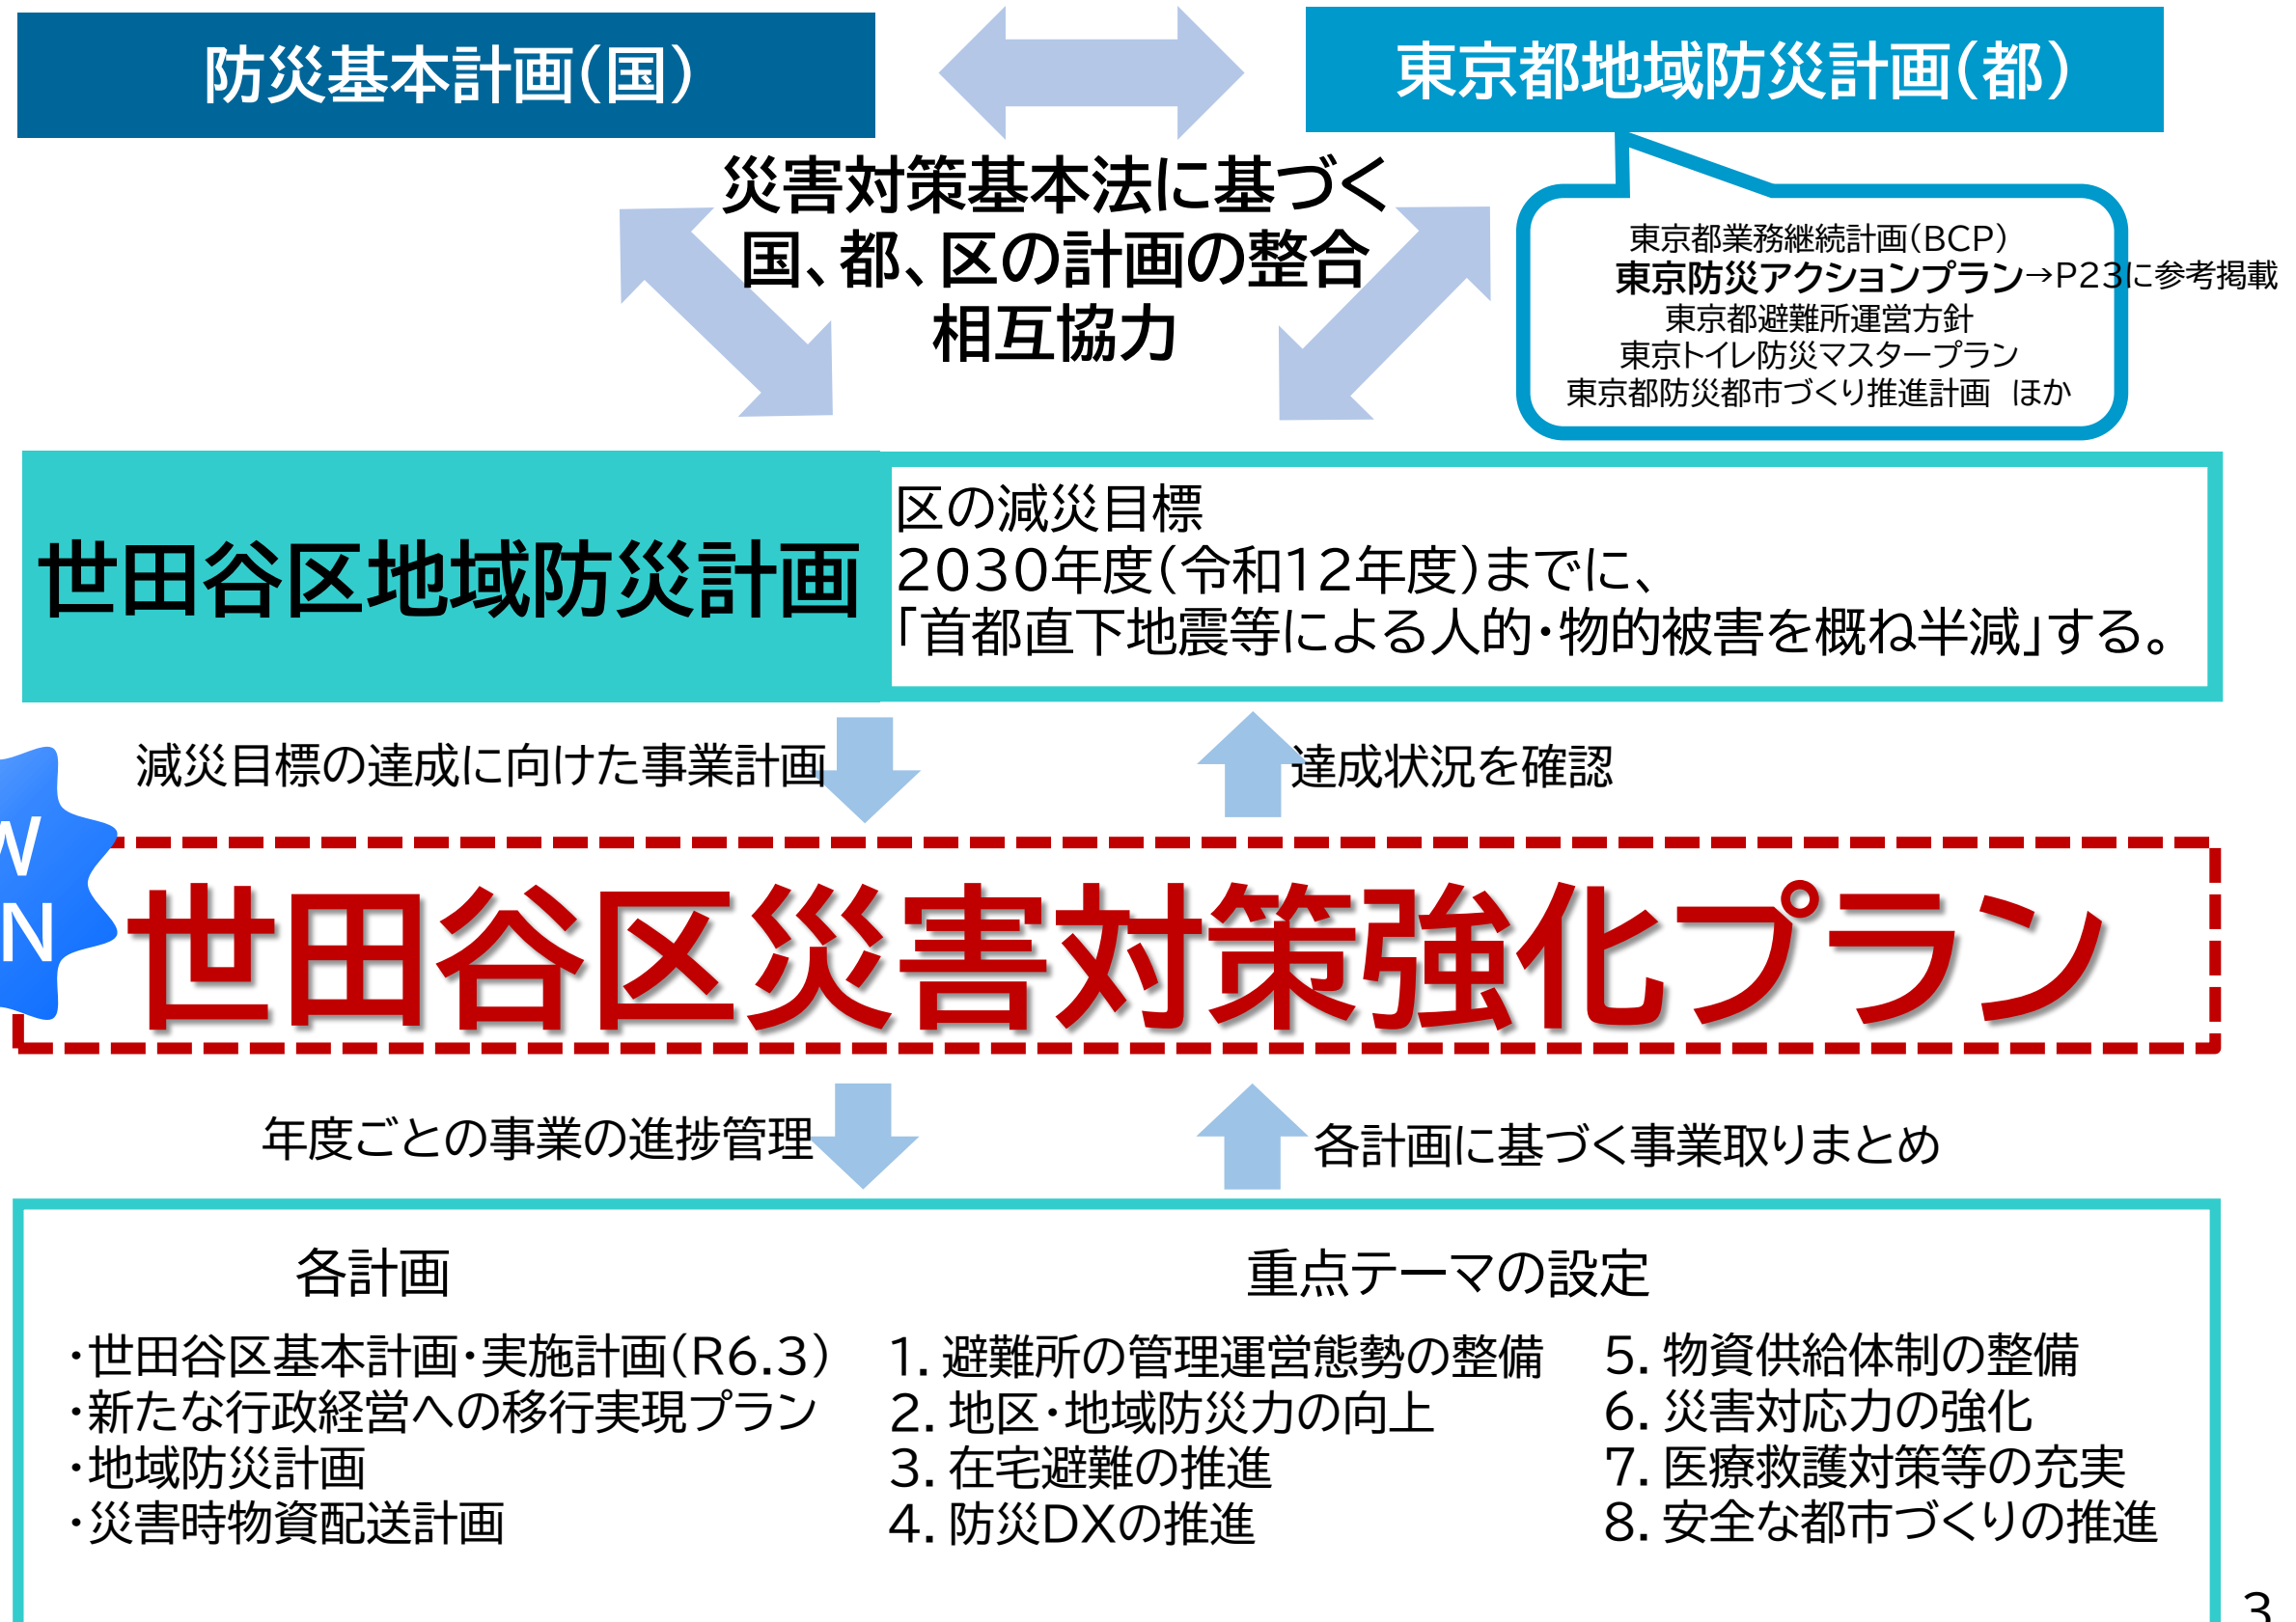 防災基本計画(国)
東京都地域防災計画(都)
災害対策基本法に基づく
国、都、区の計画の整合
相互協力
東京都業務継続計画(BCP)
東京防災アクションプラン→P23に参考掲載
東京都避難所運営方針
東京トイレ防災マスタープラン
東京都防災都市づくり推進計画 ほか
世田谷区地域防災計画
区の減災目標
2030年度(令和12年度)までに、
「首都直下地震等による人的・物的被害を概ね半減」する。
減災目標の達成に向けた事業計画
達成状況を確認
W
N
世田谷区災害対策強化プラン
年度ごとの事業の進捗管理
各計画に基づく事業取りまとめ
各計画
・世田谷区基本計画・実施計画(R6.3)
・新たな行政経営への移行実現プラン
・地域防災計画
・災害時物資配送計画
重点テーマの設定
1. 避難所の管理運営態勢の整備
2. 地区・地域防災力の向上
3. 在宅避難の推進
4. 防災DXの推進
5. 物資供給体制の整備
6. 災害対応力の強化
7. 医療救護対策等の充実
8. 安全な都市づくりの推進
3